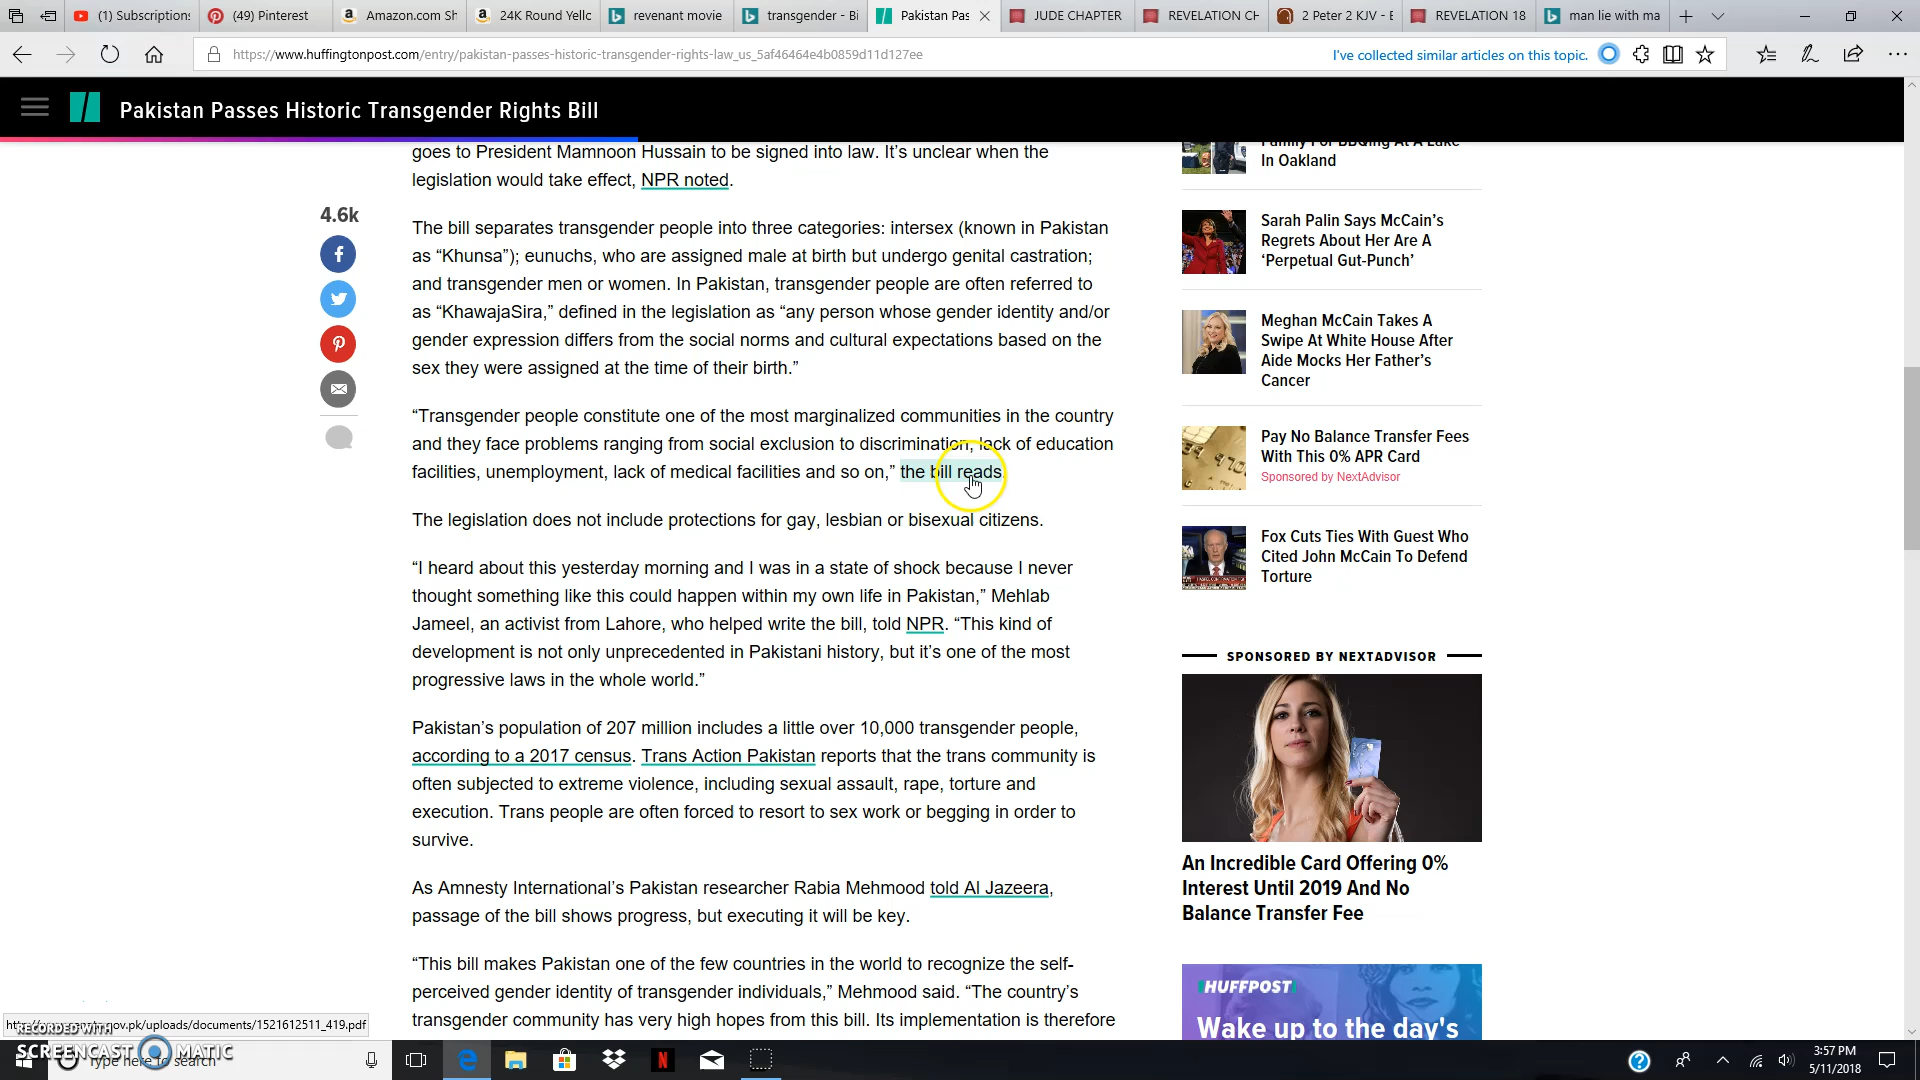 (1) Subscriptions
(49) Pinterest
Amazon.com Sh
24K Round Yello
revenant movie
transgender - Bi
Pakistan Pas
JUDE CHAPTER
REVELATION CH
2 Peter 2 KJV - E
REVELATION 18
man lie with ma
https://www.huffingtonpost.com/entry/pakistan-passes-historic-transgender-rights-law_us_5af46464e4b0859d11d127ee
I've collected similar articles on this topic.
Pakistan Passes Historic Transgender Rights Bill
goes to President Mamnoon Hussain to be signed into law. It’s unclear when the
legislation would take effect, NPR noted.
4.6k
The bill separates transgender people into three categories: intersex (known in Pakistan
as “Khunsa”); eunuchs, who are assigned male at birth but undergo genital castration;
and transgender men or women. In Pakistan, transgender people are often referred to
as “KhawajaSira,” defined in the legislation as “any person whose gender identity and/or
gender expression differs from the social norms and cultural expectations based on the
sex they were assigned at the time of their birth.”
“Transgender people constitute one of the most marginalized communities in the country
and they face problems ranging from social exclusion to discrimination, lack of education
facilities, unemployment, lack of medical facilities and so on,” the bill reads.
The legislation does not include protections for gay, lesbian or bisexual citizens.
“I heard about this yesterday morning and I was in a state of shock because I never
thought something like this could happen within my own life in Pakistan,” Mehlab
Jameel, an activist from Lahore, who helped write the bill, told NPR. “This kind of
development is not only unprecedented in Pakistani history, but it’s one of the most
progressive laws in the whole world.”
Pakistan’s population of 207 million includes a little over 10,000 transgender people,
according to a 2017 census. Trans Action Pakistan reports that the trans community is
often subjected to extreme violence, including sexual assault, rape, torture and
execution. Trans people are often forced to resort to sex work or begging in order to
survive.
As Amnesty International’s Pakistan researcher Rabia Mehmood told Al Jazeera,
passage of the bill shows progress, but executing it will be key.
“This bill makes Pakistan one of the few countries in the world to recognize the self-
perceived gender identity of transgender individuals,” Mehmood said. “The country’s
transgender community has very high hopes from this bill. Its implementation is therefore
Family For BBQing At A Lake
In Oakland
Sarah Palin Says McCain’s
Regrets About Her Are A
‘Perpetual Gut-Punch’
Meghan McCain Takes A
Swipe At White House After
Aide Mocks Her Father’s
Cancer
Pay No Balance Transfer Fees
With This 0% APR Card
Sponsored by NextAdvisor
Fox Cuts Ties With Guest Who
Cited John McCain To Defend
Torture
SPONSORED BY NEXTADVISOR
An Incredible Card Offering 0%
Interest Until 2019 And No
Balance Transfer Fee
HUFFPOST
Wake up to the day's
.gov.pk/uploads/documents/1521612511_419.pdf
RECORDED WITH
SCREENCAST MATIC
Type here to search
3:57 PM
5/11/2018